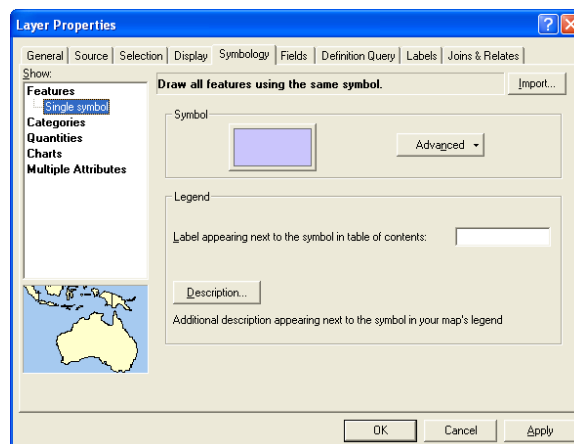 Layer Properties
General Source Selection Display Symbology Fields Definition Query Labels Joins & Relates
Show:
Features
Single symbol
Categories
Quantities
Charts
Multiple Attributes
Draw all features using the same symbol.
Import...
Symbol
Advanced
Legend
Label appearing next to the symbol in table of contents:
Description...
Additional description appearing next to the symbol in your map's legend
OK Cancel Apply